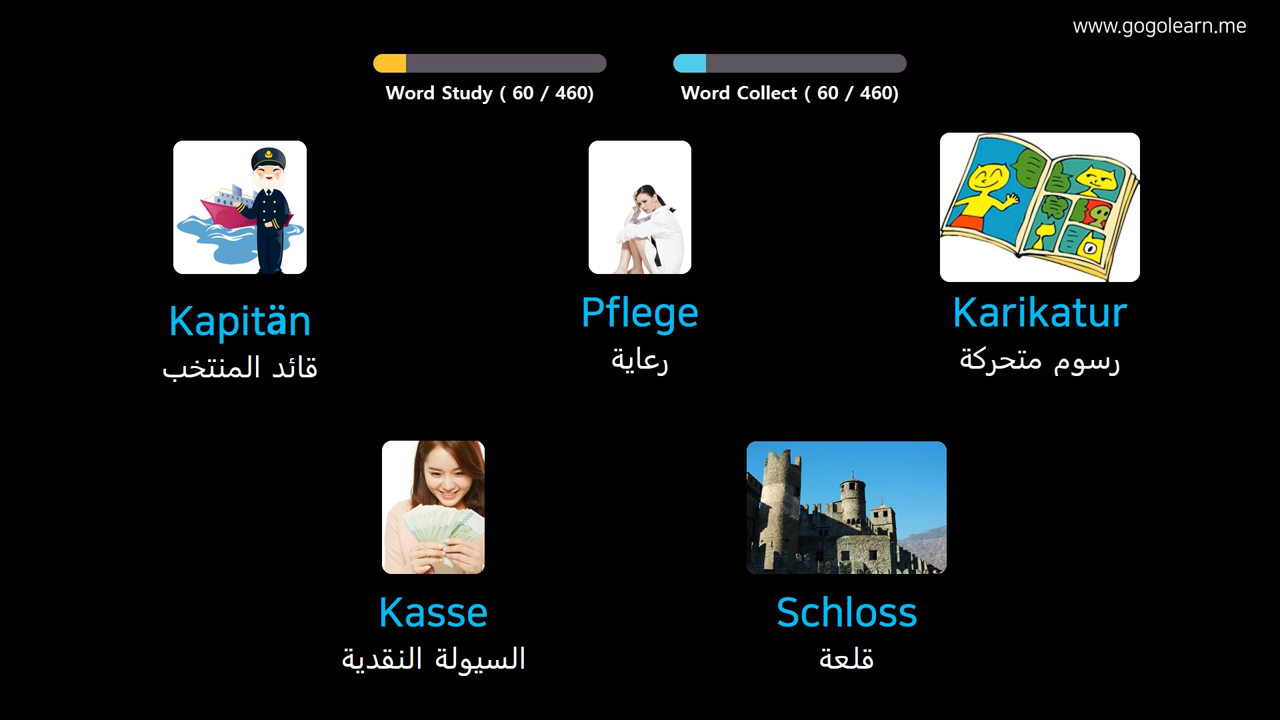 www.gogolearn.me
Word Study ( 60 / 460)
Word Collect ( 60 / 460)
Kapitän
قائد المنتخب
Pflege
رعاية
Karikatur
رسوم متحركة
Kasse
السيولة النقدية
Schloss
قلعة